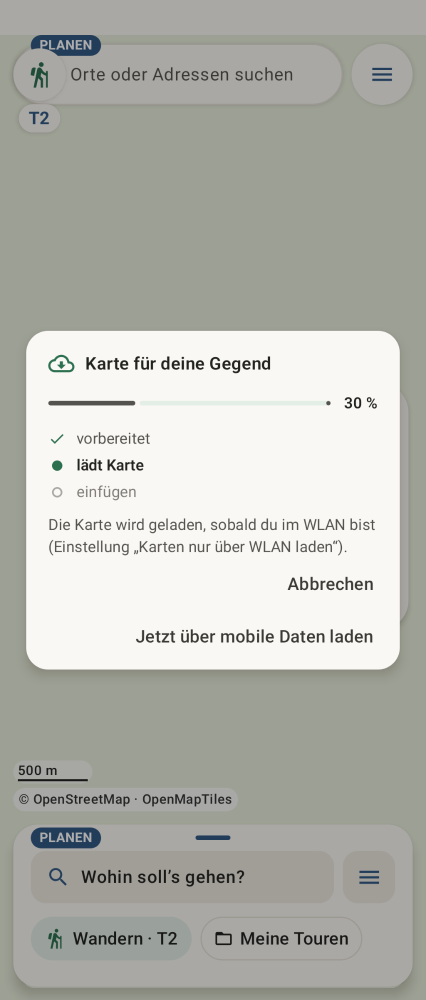 PLANEN
Orte oder Adressen suchen
T2
Karte für deine Gegend
30 %
vorbereitet
lädt Karte
einfügen
Die Karte wird geladen, sobald du im WLAN bist
(Einstellung „Karten nur über WLAN laden“).
Abbrechen
Jetzt über mobile Daten laden
500 m
© OpenStreetMap · OpenMapTiles
PLANEN
Wohin soll’s gehen?
Wandern · T2
Meine Touren